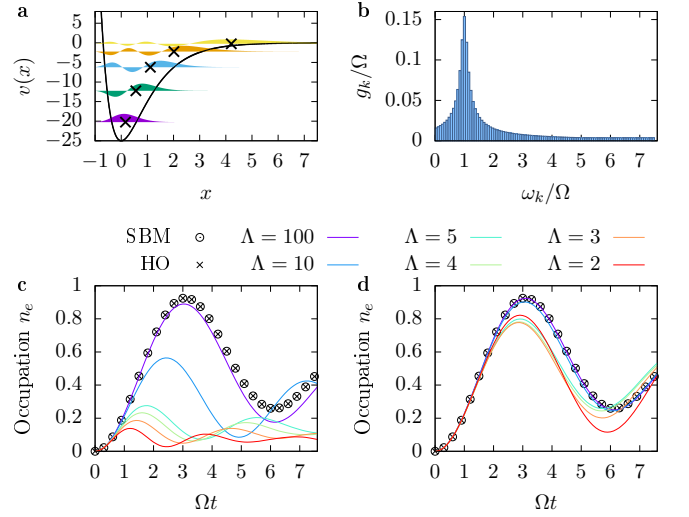 a
5
0
−5
−10
−15
−20
−25
v(x)
−1 0 1 2 3 4 5 6 7
x
b
0.15
0.1
0.05
0
g_k/Ω
0 1 2 3 4 5 6 7
ω_k/Ω
SBM Λ = 100 Λ = 5 Λ = 3
HO Λ = 10 Λ = 4 Λ = 2
c
1
0.8
0.6
0.4
0.2
0
Occupation n_e
0 1 2 3 4 5 6 7
Ωt
d
1
0.8
0.6
0.4
0.2
0
Occupation n_e
0 1 2 3 4 5 6 7
Ωt